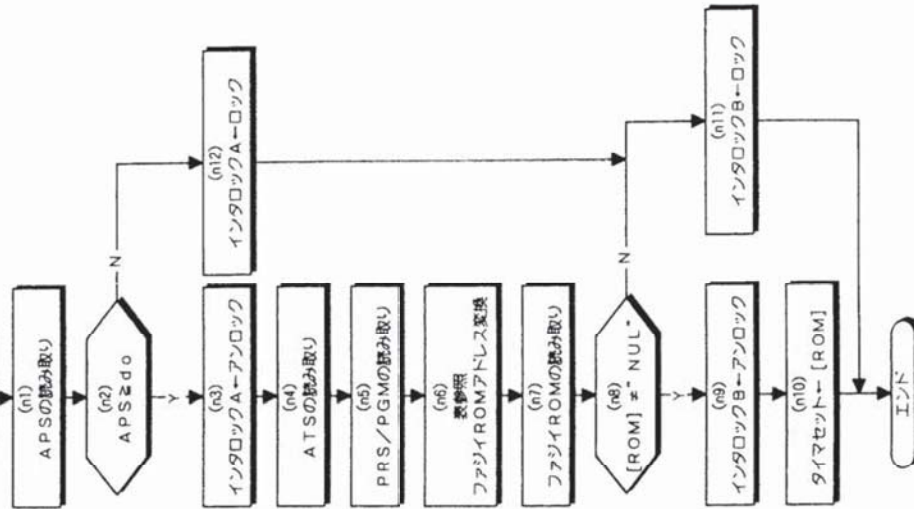 (n1)
APSの読み取り
(n2)
APS≧do
N
Y
(n12)
インタロックA←ロック
(n3)
インタロックA←アンロック
(n4)
ATSの読み取り
(n5)
PRS/PGMの読み取り
(n6)
表参照
ファジイROMアドレス変換
(n7)
ファジイROMの読み取り
(n8)
[ROM]≠"NUL"
N
Y
(n11)
インタロックB←ロック
(n9)
インタロックB←アンロック
(n10)
タイマセット←[ROM]
エンド